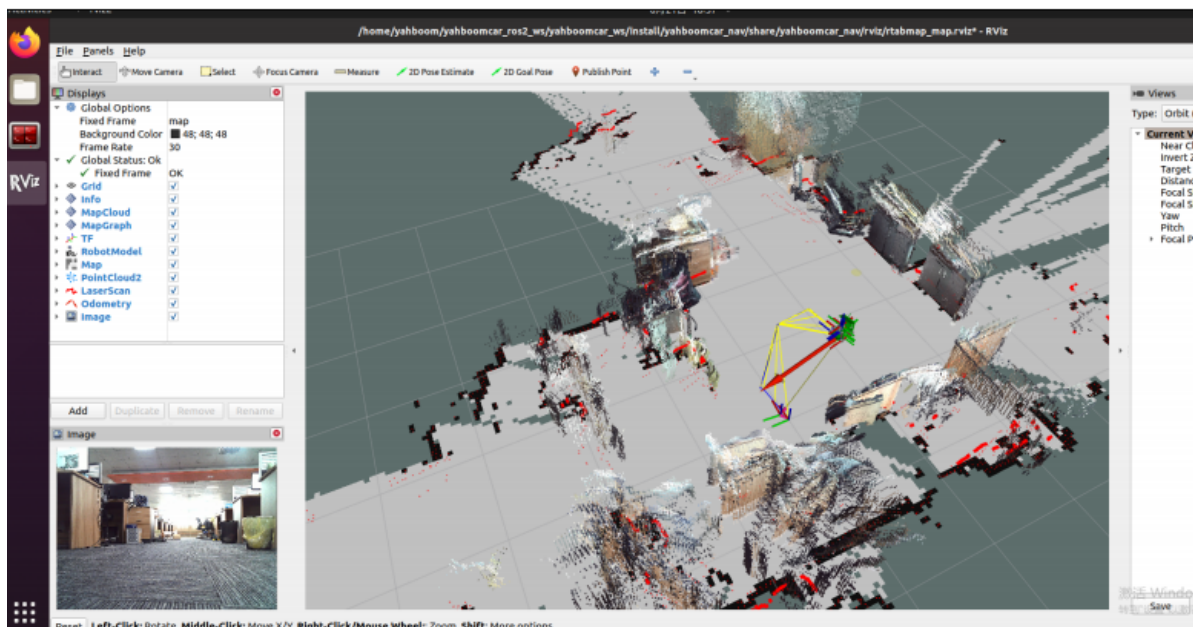 /home/yahboom/yahboomcar_ros2_ws/yahboomcar_ws/install/yahboomcar_nav/share/yahboomcar_nav/rviz/rtabmap_map.rviz* - RViz
File Panels Help
Interact Move Camera Select Focus Camera Measure 2D Pose Estimate 2D Goal Pose Publish Point
Displays
Global Options
Fixed Frame map
Background Color 48; 48; 48
Frame Rate 30
Global Status: Ok
Fixed Frame OK
Grid
Info
MapCloud
MapGraph
TF
RobotModel
Map
PointCloud2
LaserScan
Odometry
Image
Add Duplicate Remove Rename
Image
RViz
Views
Type: Orbit
Current V
Near Cl
Invert Z
Target
Distanc
Focal S
Focal S
Yaw
Pitch
Focal P
激活 Windo
Save
Reset Left-Click: Rotate. Middle-Click: Move X/Y. Right-Click/Mouse Wheel: Zoom. Shift: More options.